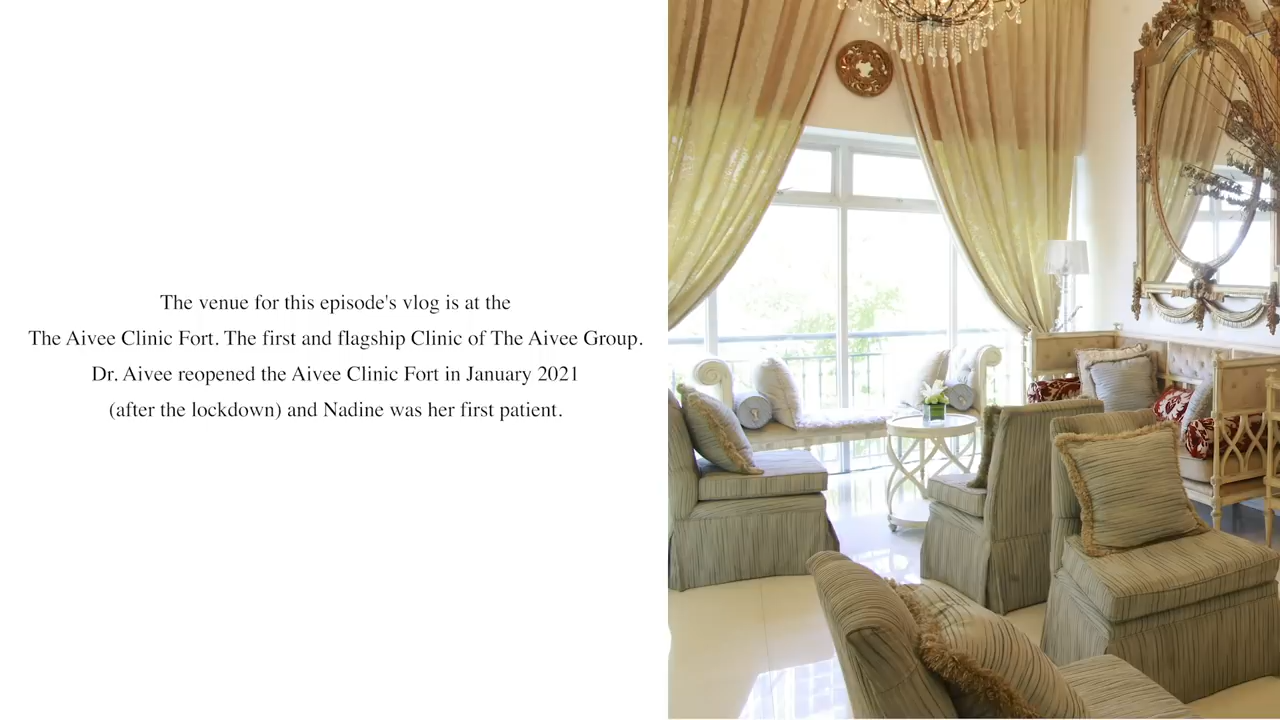 The venue for this episode's vlog is at the
The Aivee Clinic Fort. The first and flagship Clinic of The Aivee Group.
Dr. Aivee reopened the Aivee Clinic Fort in January 2021
(after the lockdown) and Nadine was her first patient.